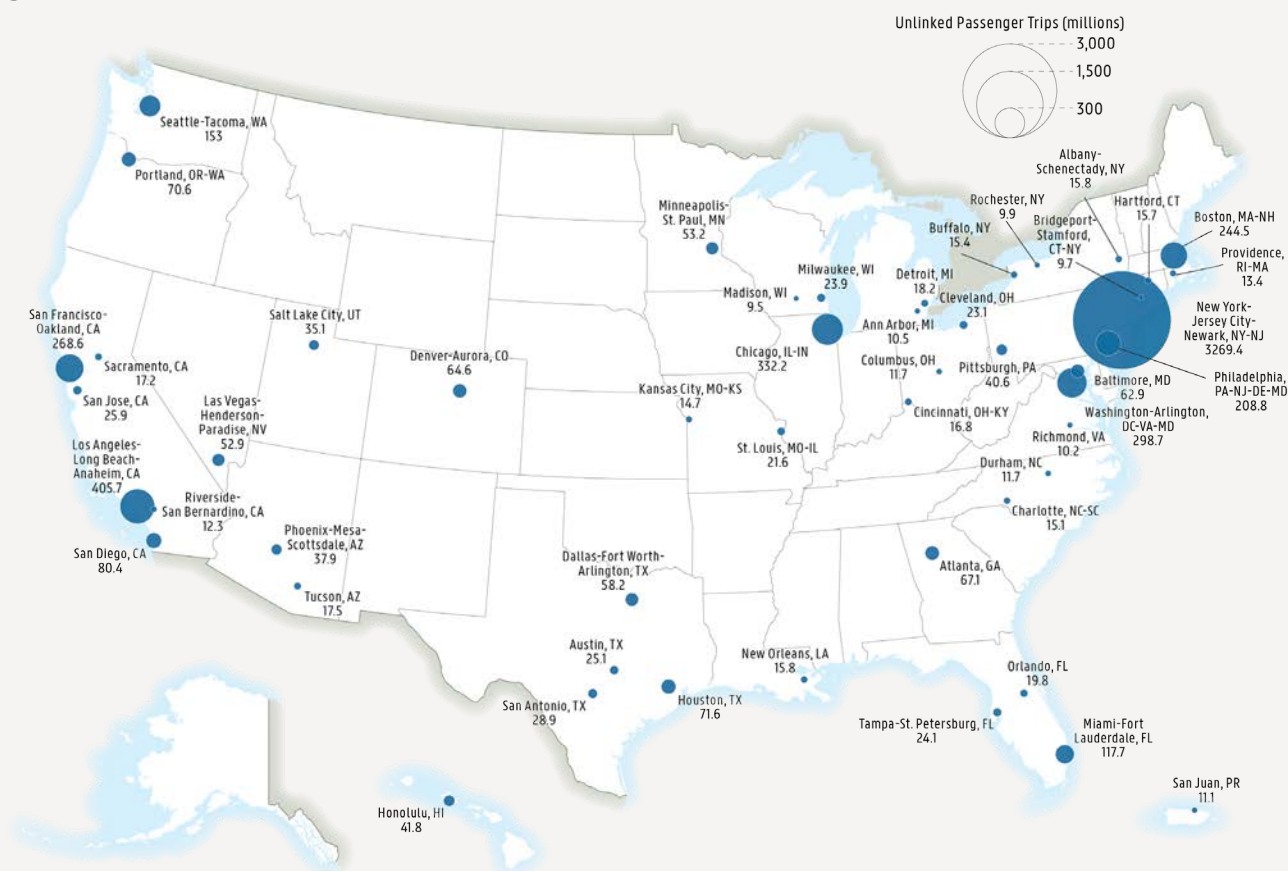 Unlinked Passenger Trips (millions)
3,000
1,500
300
Seattle-Tacoma, WA
153
Portland, OR-WA
70.6
Minneapolis-
St. Paul, MN
53.2
Milwaukee, WI
23.9
Madison, WI
9.5
Chicago, IL-IN
332.2
Detroit, MI
18.2
Ann Arbor, MI
10.5
Cleveland, OH
23.1
Columbus, OH
11.7
Cincinnati, OH-KY
16.8
Pittsburgh, PA
40.6
Buffalo, NY
15.4
Rochester, NY
9.9
Albany-
Schenectady, NY
15.8
Bridgeport-
Stamford,
CT-NY
9.7
Hartford, CT
15.7
Boston, MA-NH
244.5
Providence,
RI-MA
13.4
New York-
Jersey City-
Newark, NY-NJ
3269.4
Philadelphia,
PA-NJ-DE-MD
208.8
Baltimore, MD
62.9
Washington-Arlington,
DC-VA-MD
298.7
Richmond, VA
10.2
Durham, NC
11.7
Charlotte, NC-SC
15.1
Atlanta, GA
67.1
San Francisco-
Oakland, CA
268.6
Sacramento, CA
17.2
San Jose, CA
25.9
Salt Lake City, UT
35.1
Denver-Aurora, CO
64.6
Las Vegas-
Henderson-
Paradise, NV
52.9
Los Angeles-
Long Beach-
Anaheim, CA
405.7
Riverside-
San Bernardino, CA
12.3
San Diego, CA
80.4
Phoenix-Mesa-
Scottsdale, AZ
37.9
Tucson, AZ
17.5
Kansas City, MO-KS
14.7
St. Louis, MO-IL
21.6
Dallas-Fort Worth-
Arlington, TX
58.2
Austin, TX
25.1
San Antonio, TX
28.9
Houston, TX
71.6
New Orleans, LA
15.8
Orlando, FL
19.8
Tampa-St. Petersburg, FL
24.1
Miami-Fort
Lauderdale, FL
117.7
Honolulu, HI
41.8
San Juan, PR
11.1